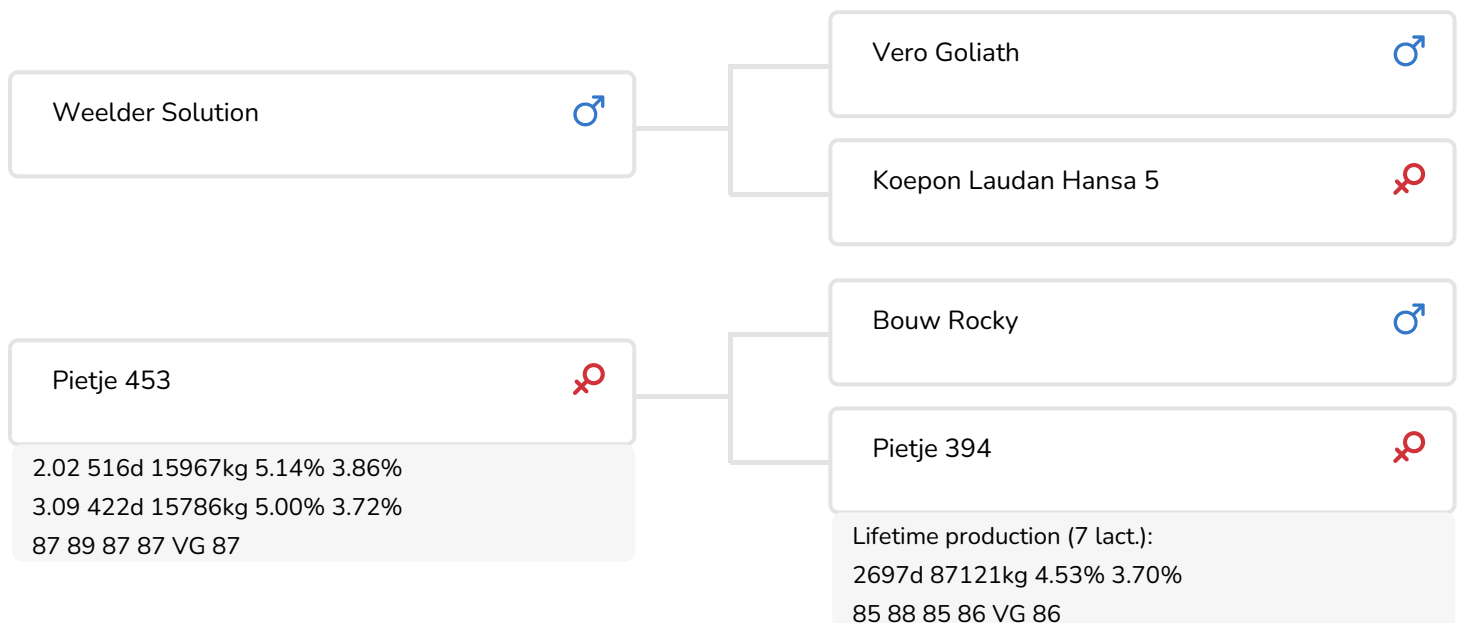 Vero Goliath
Weelder Solution
Koepon Laudan Hansa 5
Bouw Rocky
Pietje 453
Pietje 394
2.02 516d 15967kg 5.14% 3.86%
3.09 422d 15786kg 5.00% 3.72%
87 89 87 87 VG 87
Lifetime production (7 lact.):
2697d 87121kg 4.53% 3.70%
85 88 85 86 VG 86